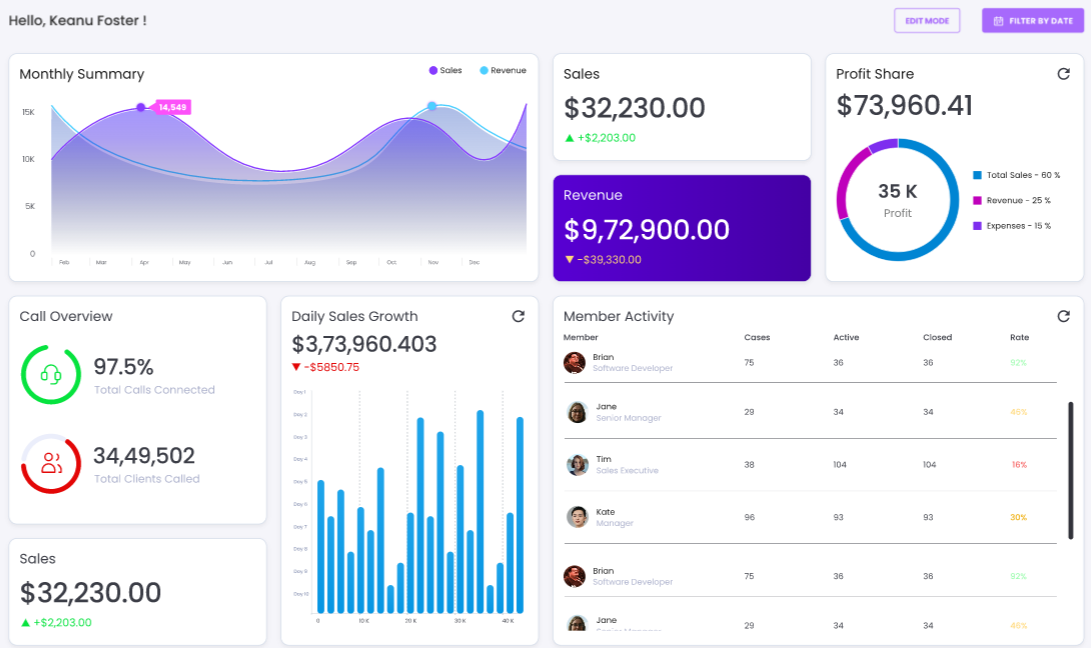 Hello, Keanu Foster !
EDIT MODE
FILTER BY DATE
Monthly Summary
Sales
Revenue
15K
10K
5K
0
14,549
Feb Mar Apr May Jun Jul Aug Sep Oct Nov Dec
Sales
$32,230.00
+$2,203.00
Revenue
$9,72,900.00
-$39,330.00
Profit Share
$73,960.41
35 K
Profit
Total Sales - 60 %
Revenue - 25 %
Expenses - 15 %
Call Overview
97.5%
Total Calls Connected
34,49,502
Total Clients Called
Sales
$32,230.00
+$2,203.00
Daily Sales Growth
$3,73,960.403
-$5850.75
Day 1
Day 2
Day 3
Day 4
Day 5
Day 6
Day 7
Day 8
Day 9
Day 10
0 10 K 20 K 30 K 40 K
Member Activity
Member Cases Active Closed Rate
Brian
Software Developer
75 36 36 92%
Jane
Senior Manager
29 34 34 46%
Tim
Sales Executive
38 104 104 16%
Kate
Manager
96 93 93 30%
Brian
Software Developer
75 36 36 92%
Jane
Senior Manager
29 34 34 46%